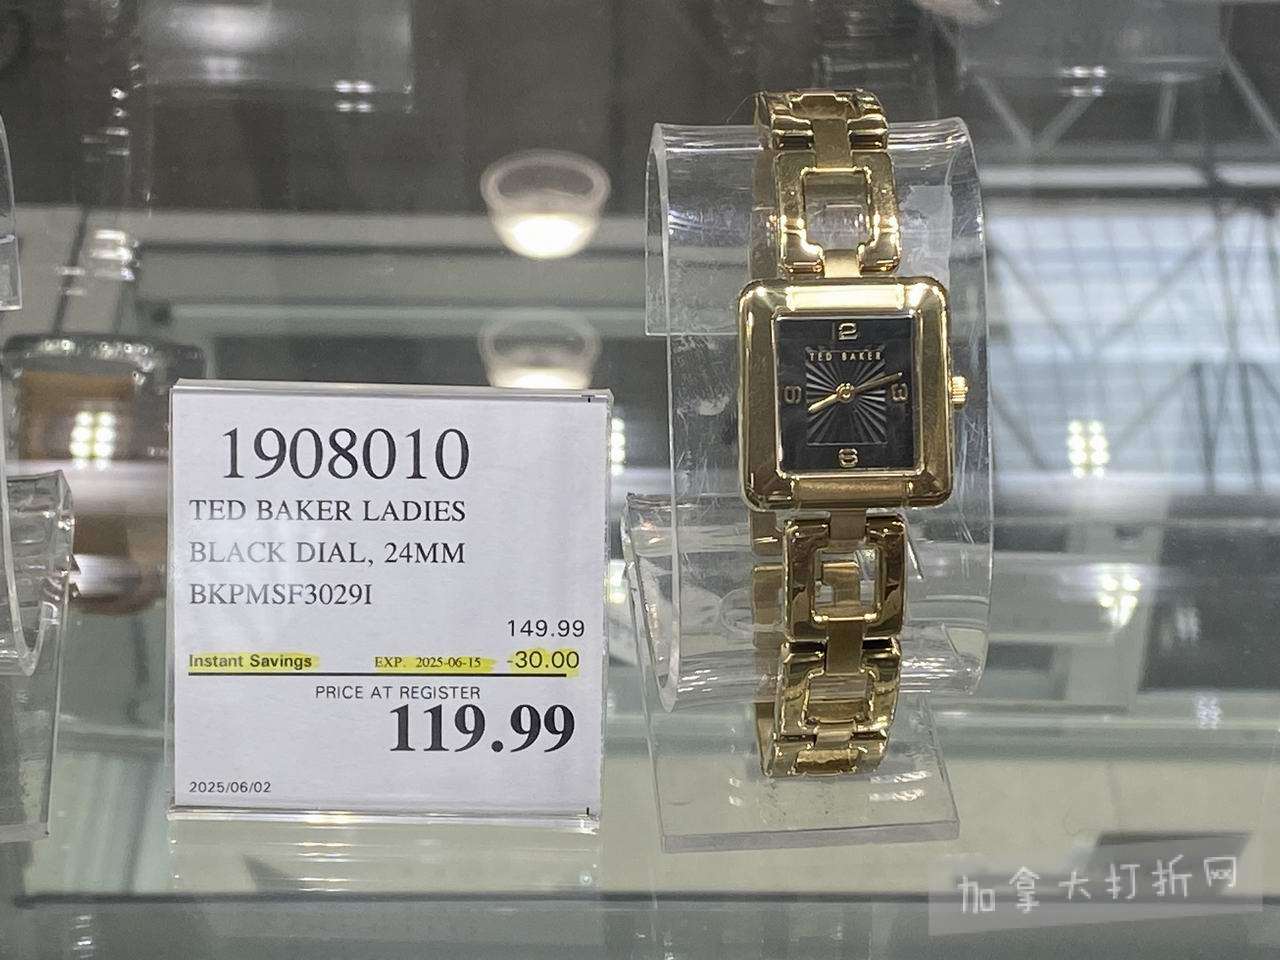 1908010
TED BAKER LADIES
BLACK DIAL, 24MM
BKPMSF3029I
149.99
Instant Savings EXP. 2025-06-15 -30.00
PRICE AT REGISTER
119.99
2025/06/02
12
TED BAKER
9 3
6
加拿大打折网